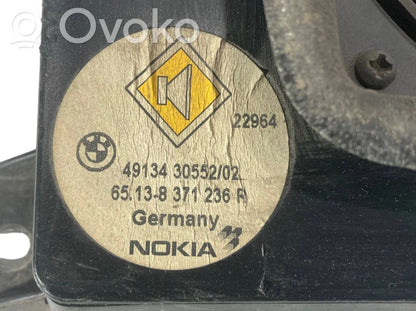 Ovoko
22964
49134 30552/02
65.13-8 371 236 R
Germany
NOKIA